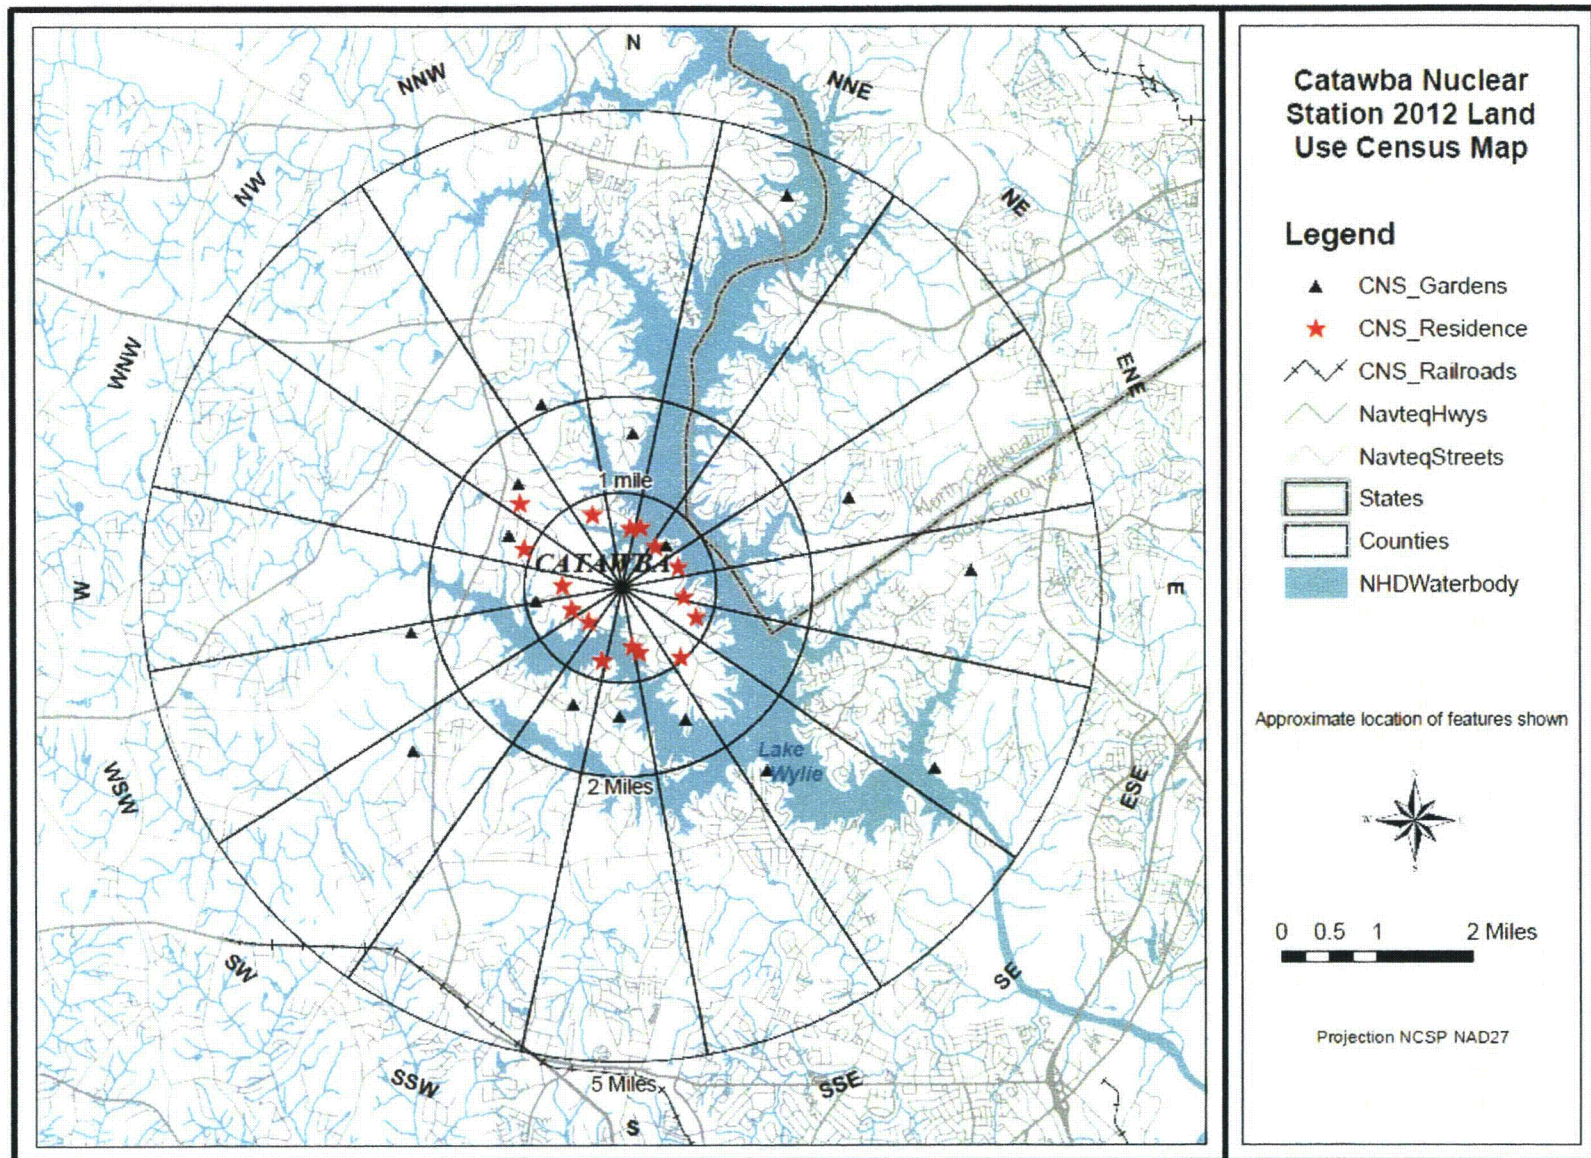 N
NNW
NNE
NW
NE
WNW
ENE
1 mile
North Carolina
South Carolina
CATAWBA
W
E
Lake
Wylie
2 Miles
WSW
ESE
SW
SE
SSW
5 Miles
SSE
S
Catawba Nuclear
Station 2012 Land
Use Census Map
Legend
CNS_Gardens
CNS_Residence
CNS_Railroads
NavteqHwys
NavteqStreets
States
Counties
NHDWaterbody
Approximate location of features shown
0 0.5 1 2 Miles
Projection NCSP NAD27